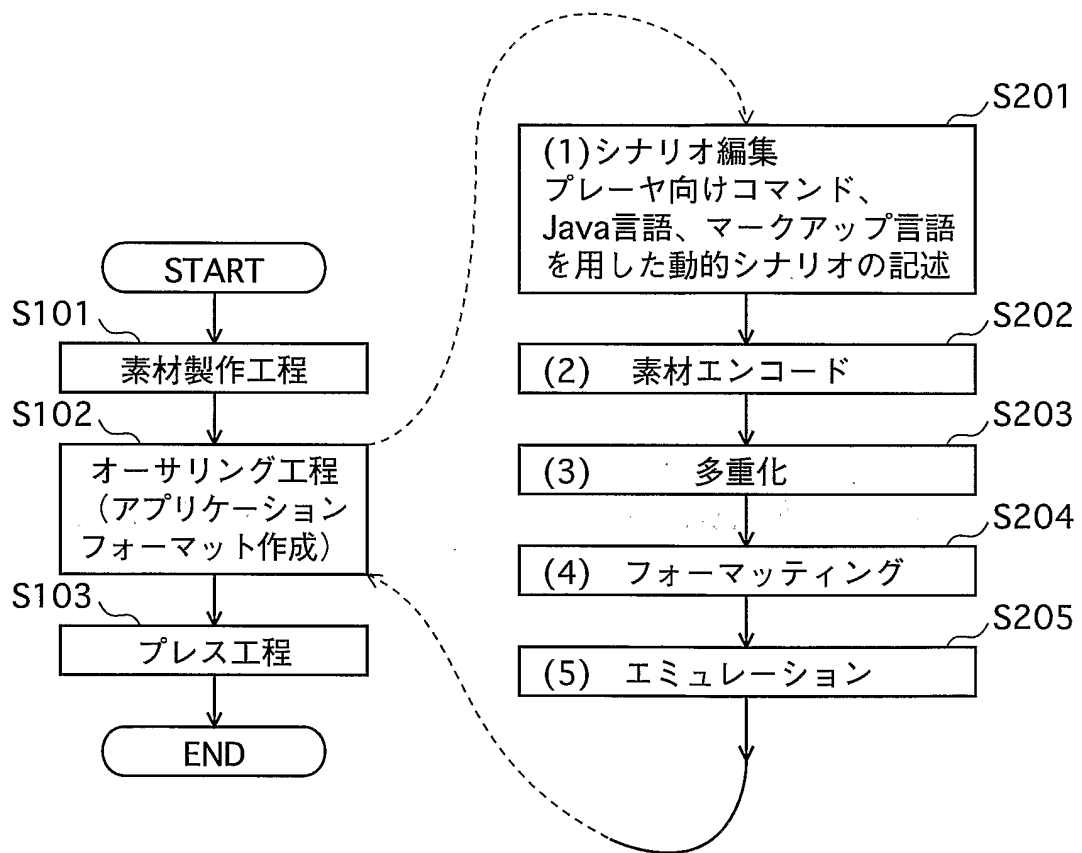 START
S101
素材製作工程
S102
オーサリング工程
（アプリケーション
フォーマット作成）
S103
プレス工程
END
S201
(1)シナリオ編集
プレーヤ向けコマンド、
Java言語、マークアップ言語
を用した動的シナリオの記述
S202
(2) 素材エンコード
S203
(3) 多重化
S204
(4) フォーマッティング
S205
(5) エミュレーション